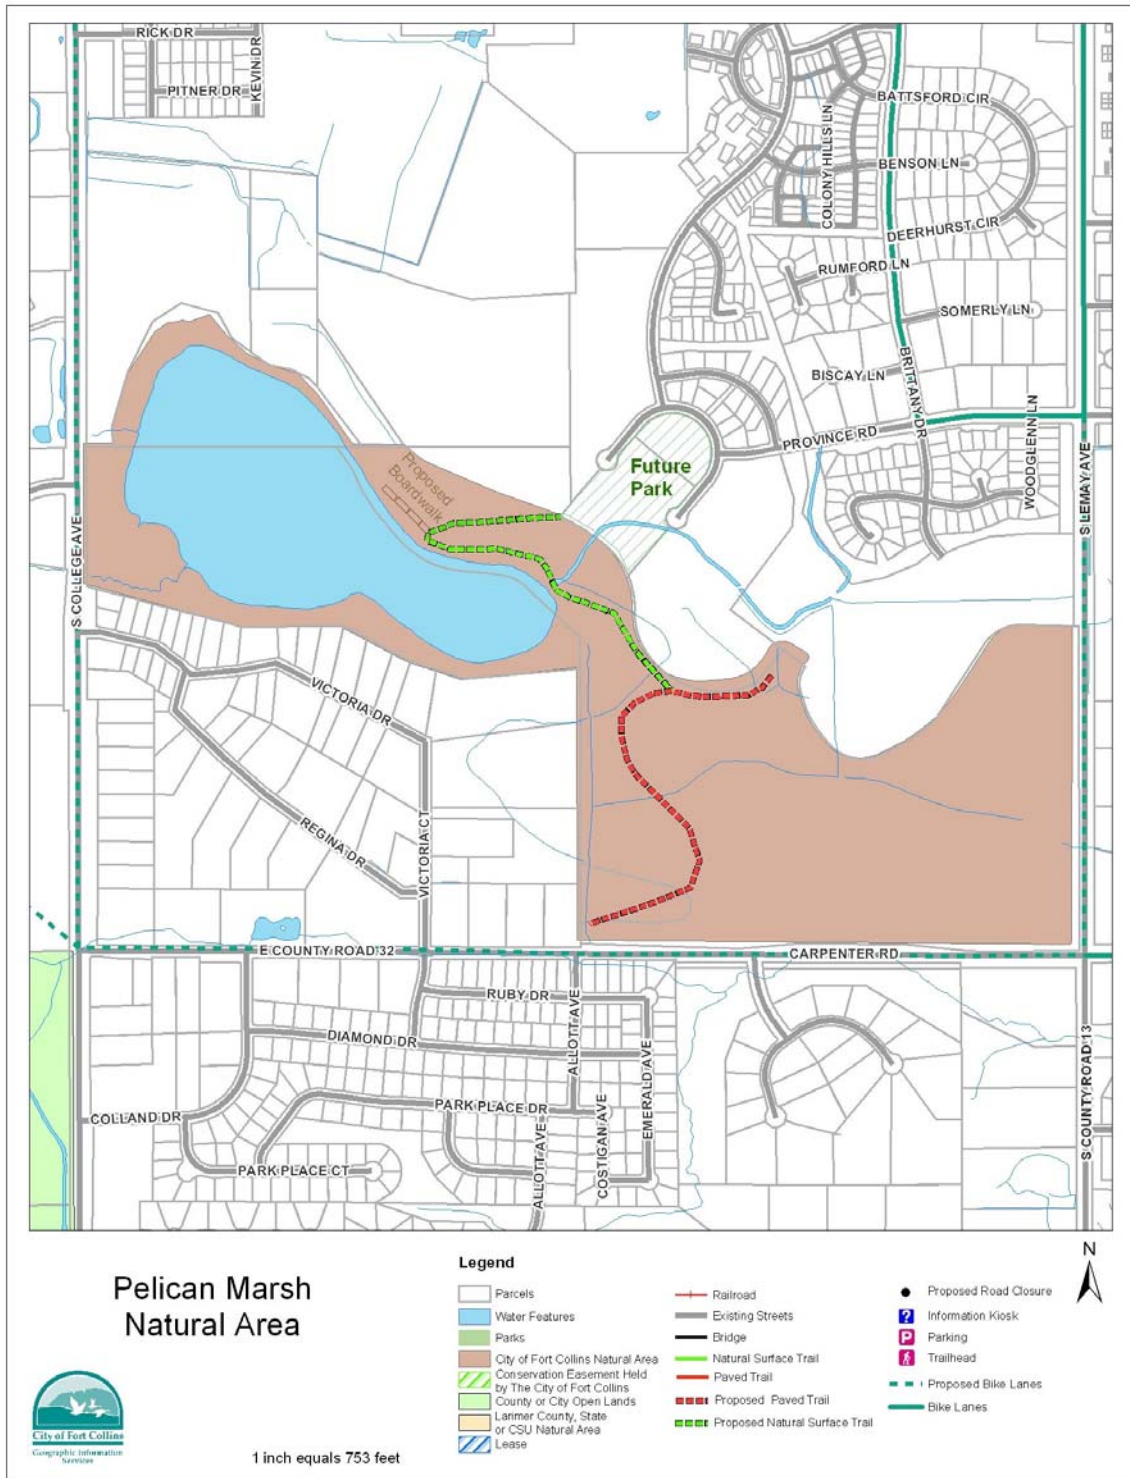 RICK DR
KEVIN DR
PITNER DR
BATTSFORD CIR
COLONY HILLS LN
BENSON LN
DEERHURST CIR
RUMFORD LN
SOMERLY LN
BISCAY LN
BRITTANY DR
WOODGLENN LN
PROVINCE RD
Future
Park
Proposed
Boardwalk
S COLLEGE AVE
S LEMAY AVE
VICTORIA DR
REGINA DR
VICTORIA CT
E COUNTY ROAD 32
CARPENTER RD
RUBY DR
DIAMOND DR
ALLOTT AVE
EMERALD AVE
PARK PLACE DR
COLLAND DR
PARK PLACE CT
ALLOTT AVE
COSTIGAN AVE
S COUNTY ROAD 13
N
Pelican Marsh
Natural Area
Legend
Parcels
Water Features
Parks
City of Fort Collins Natural Area
Conservation Easement Held
by The City of Fort Collins
County or City Open Lands
Larimer County, State
or CSU Natural Area
Lease
Railroad
Existing Streets
Bridge
Natural Surface Trail
Paved Trail
Proposed Paved Trail
Proposed Natural Surface Trail
Proposed Road Closure
? Information Kiosk
P Parking
Trailhead
Proposed Bike Lanes
Bike Lanes
City of Fort Collins
Geographic Information
Services
1 inch equals 753 feet